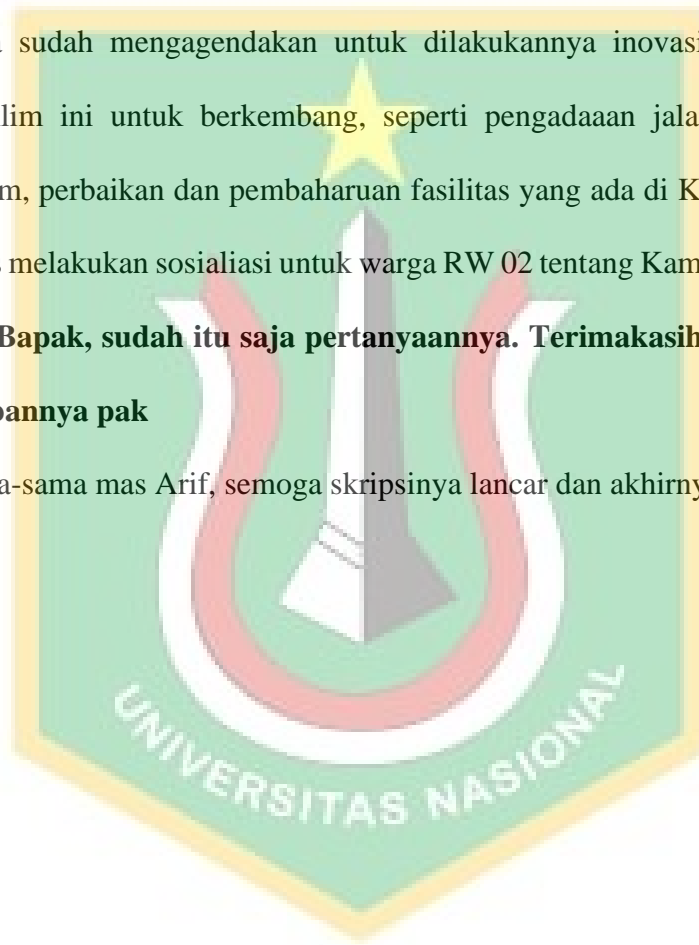 sudah mengagendakan untuk dilakukannya inovasi
lim ini untuk berkembang, seperti pengadaaan jala
m, perbaikan dan pembaharuan fasilitas yang ada di K
melakukan sosialiasi untuk warga RW 02 tentang Kam
Bapak, sudah itu saja pertanyaannya. Terimakasih
bannya pak
a-sama mas Arif, semoga skripsinya lancar dan akhirny
UNIVERSITAS NASIONAL